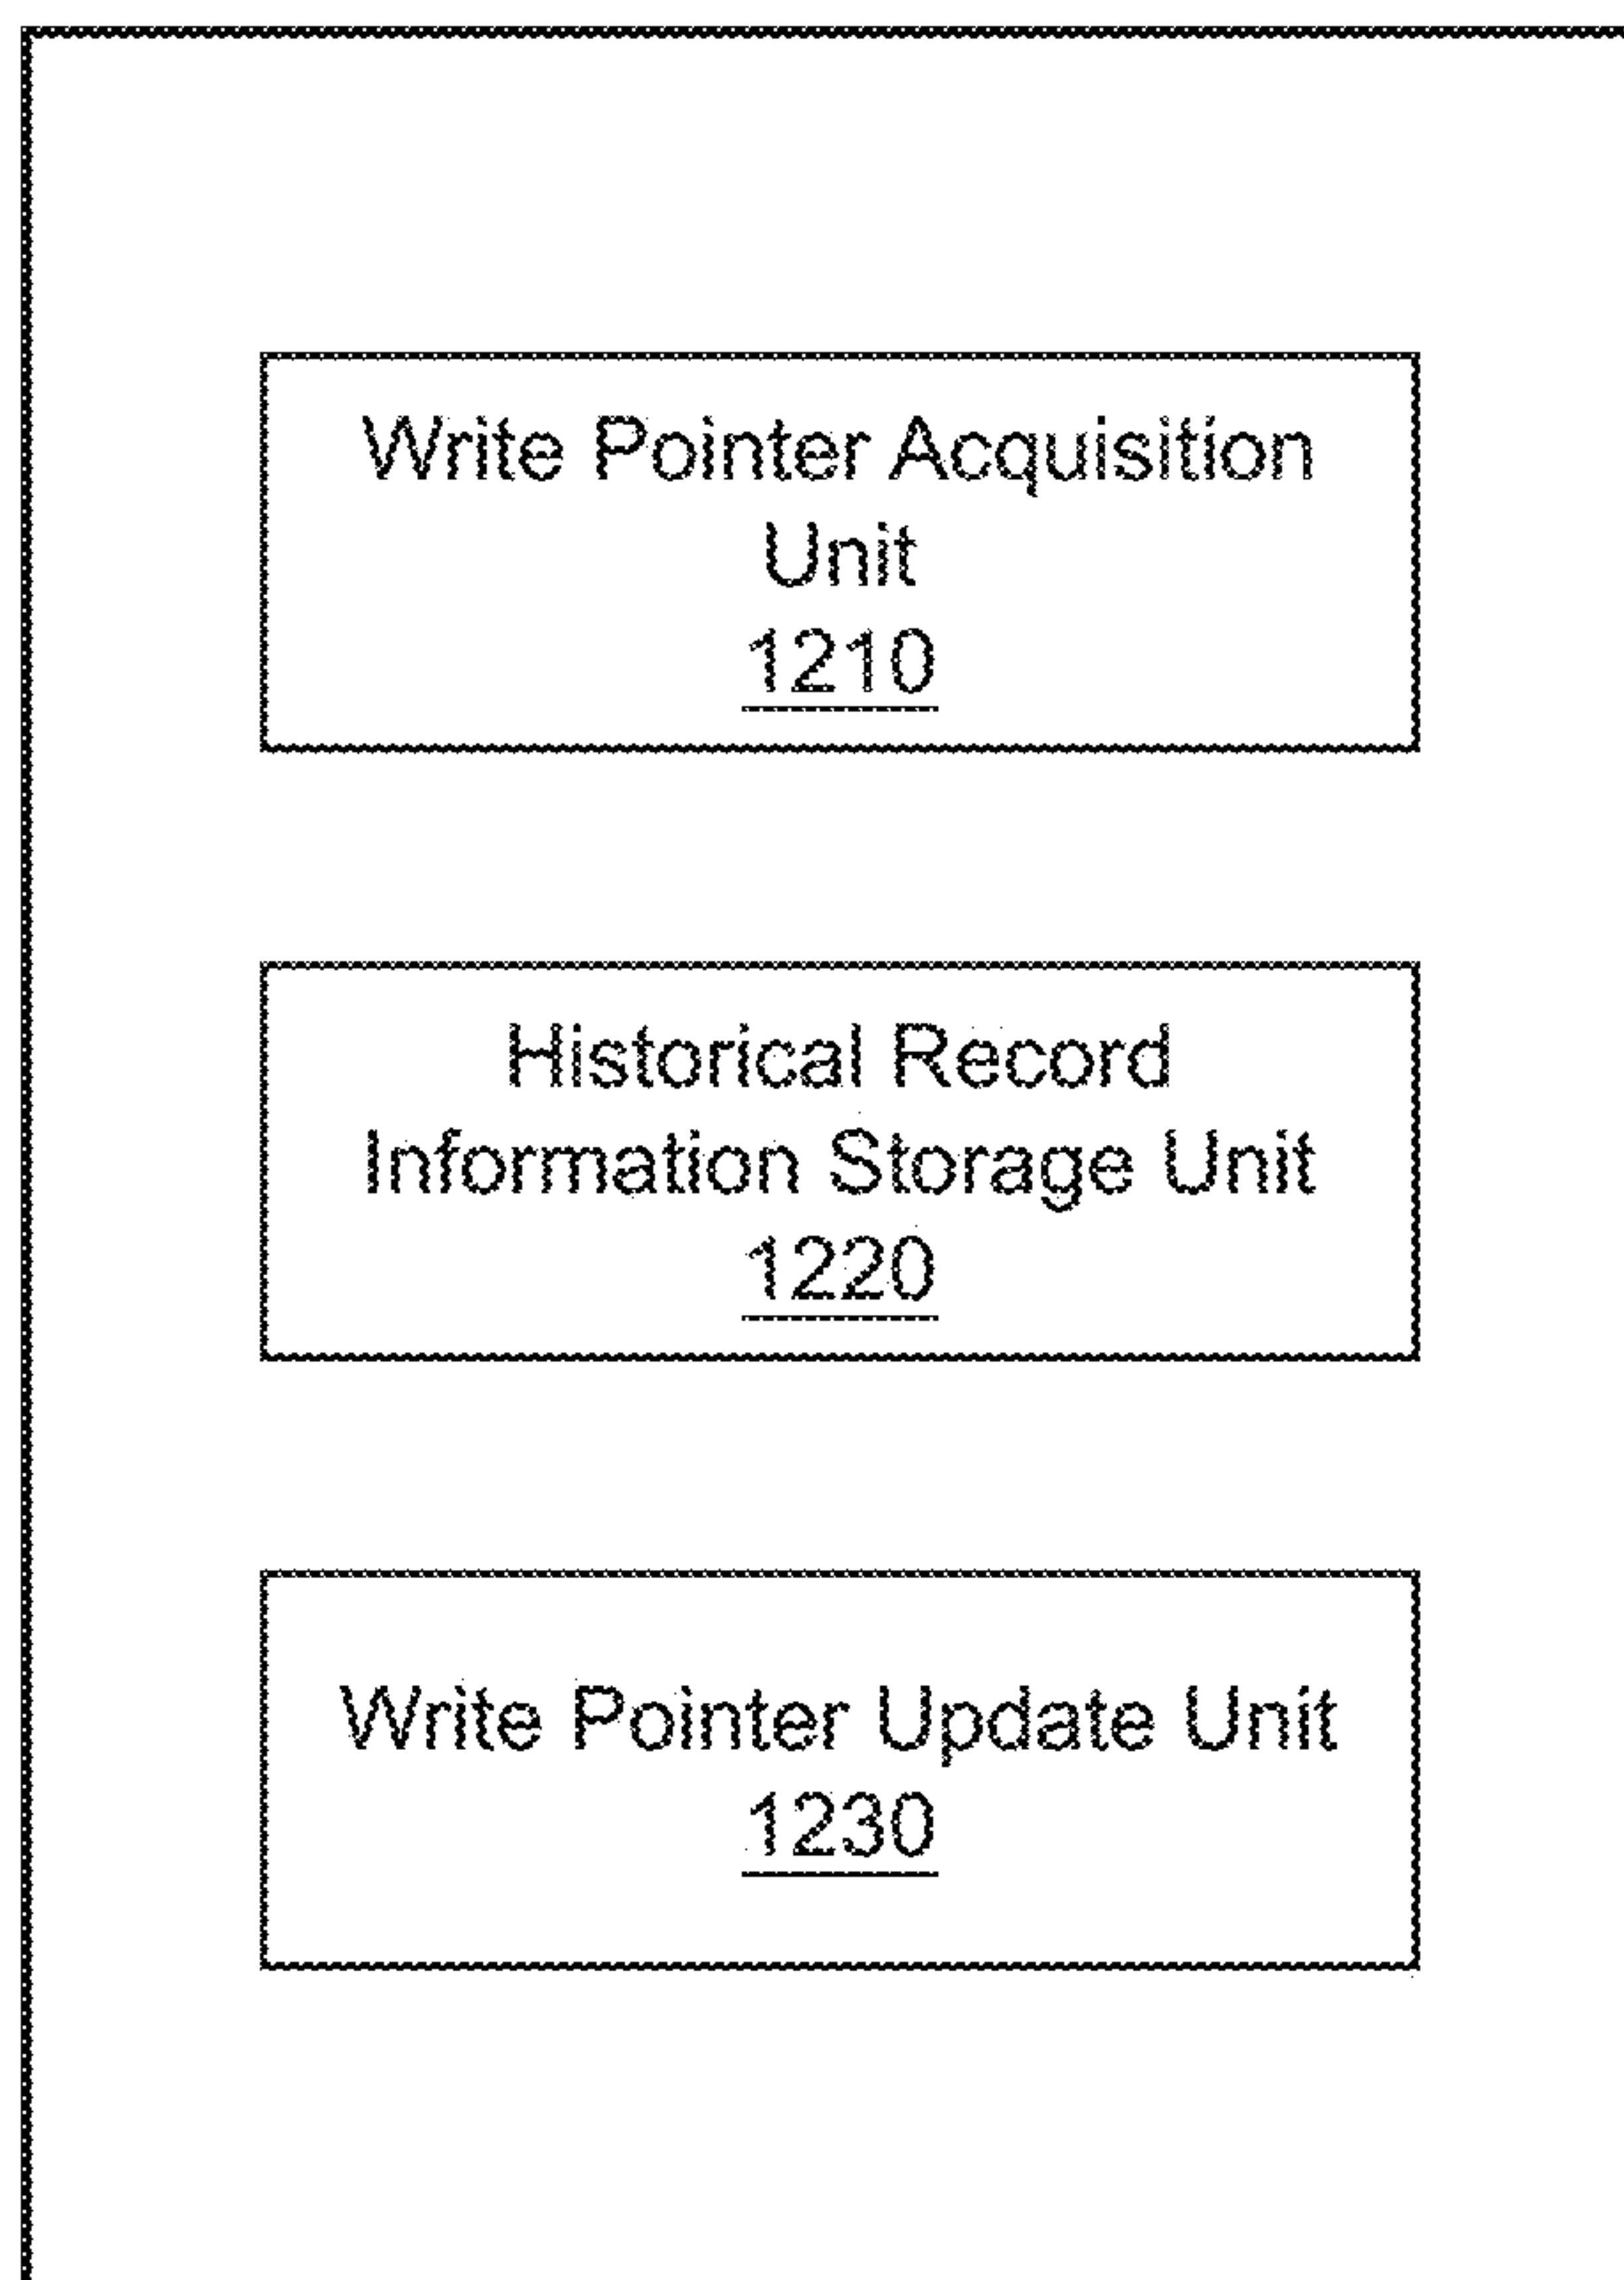 Write Pointer Acquisition
Unit
1210
Historical Record
Information Storage Unit
1220
Write Pointer Update Unit
1230